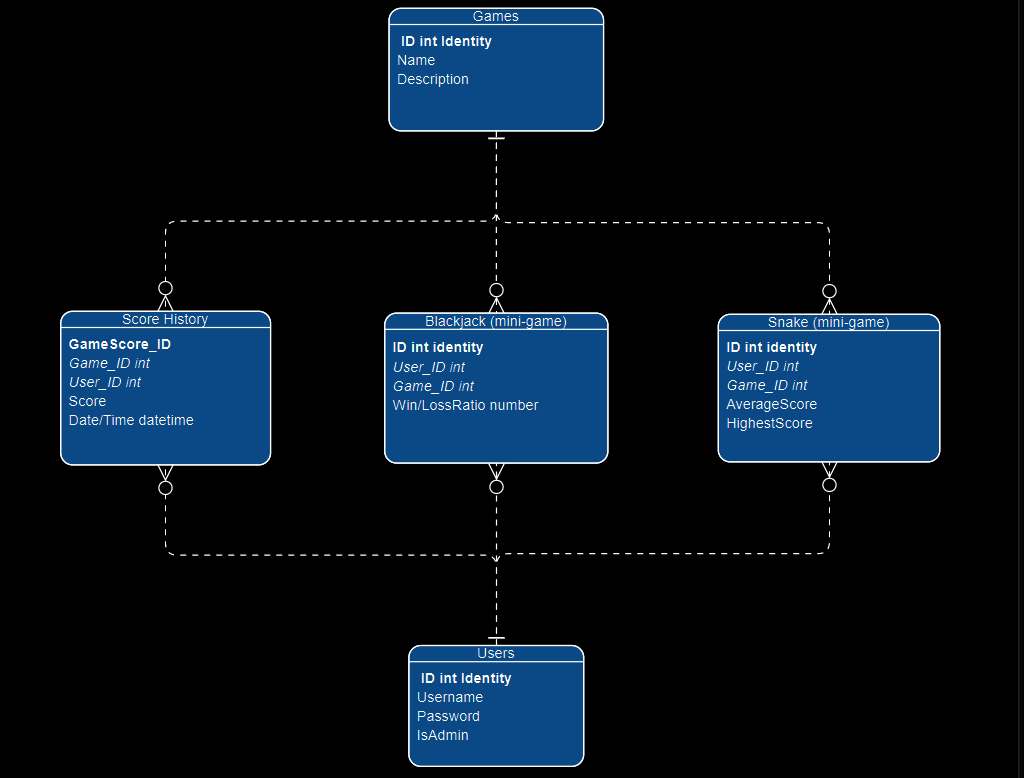 Games
ID int Identity
Name
Description
Score History
GameScore_ID
Game_ID int
User_ID int
Score
Date/Time datetime
Blackjack (mini-game)
ID int identity
User_ID int
Game_ID int
Win/LossRatio number
Snake (mini-game)
ID int identity
User_ID int
Game_ID int
AverageScore
HighestScore
Users
ID int Identity
Username
Password
IsAdmin